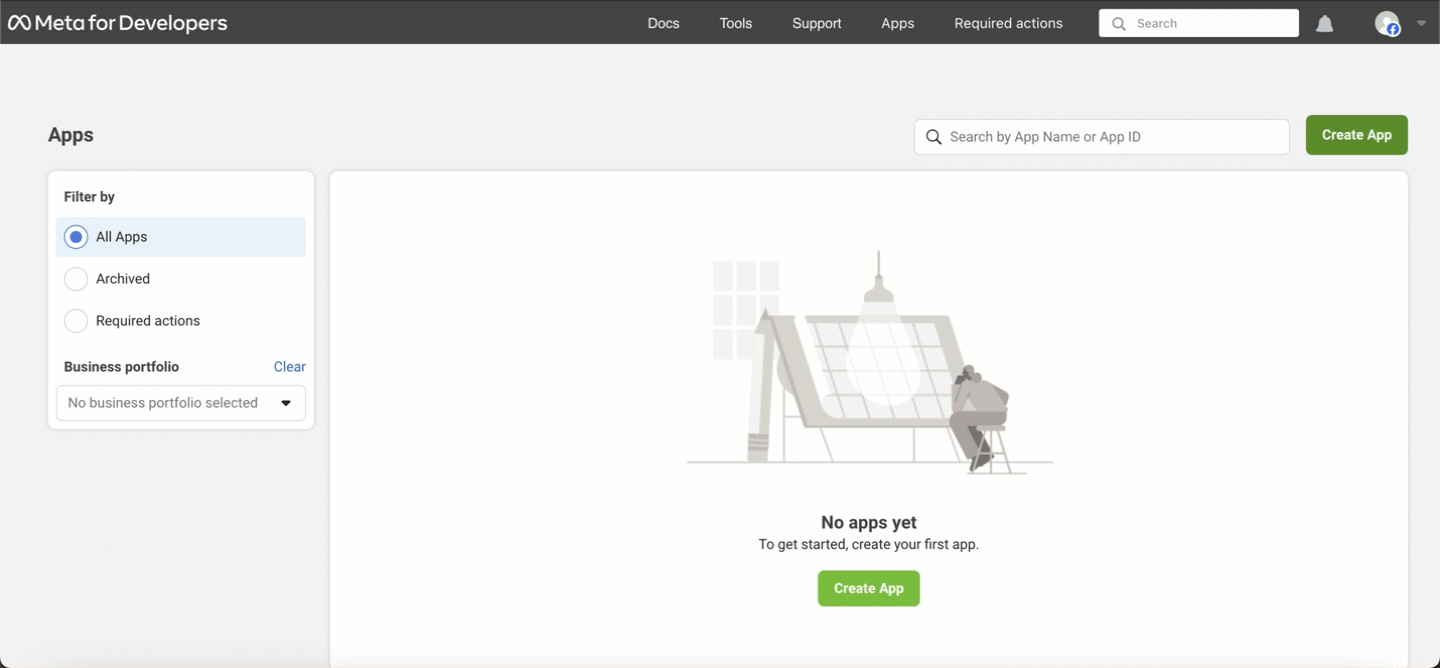 Meta for Developers
Docs Tools Support Apps Required actions Search
Apps
Search by App Name or App ID
Create App
Filter by
All Apps
Archived
Required actions
Business portfolio Clear
No business portfolio selected
No apps yet
To get started, create your first app.
Create App